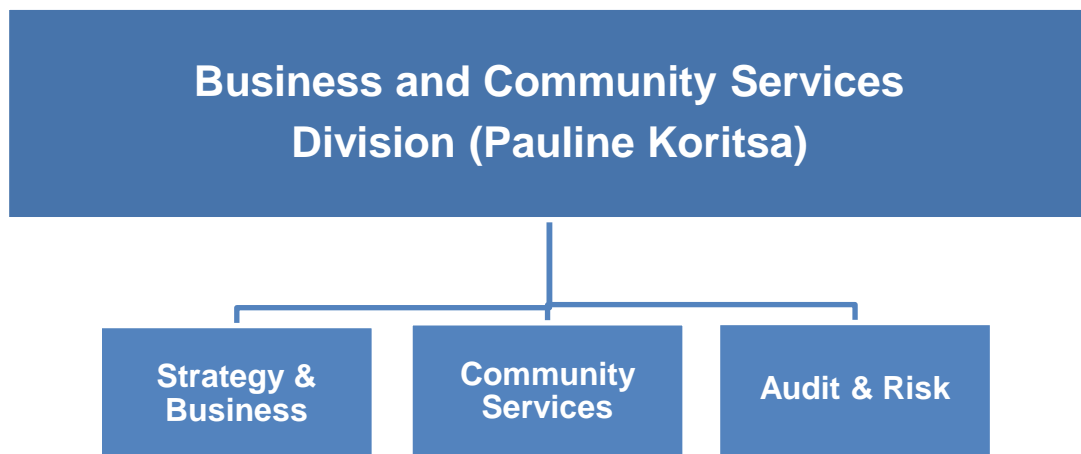 Business and Community Services
Division (Pauline Koritsa)
Strategy &
Business
Community
Services
Audit & Risk